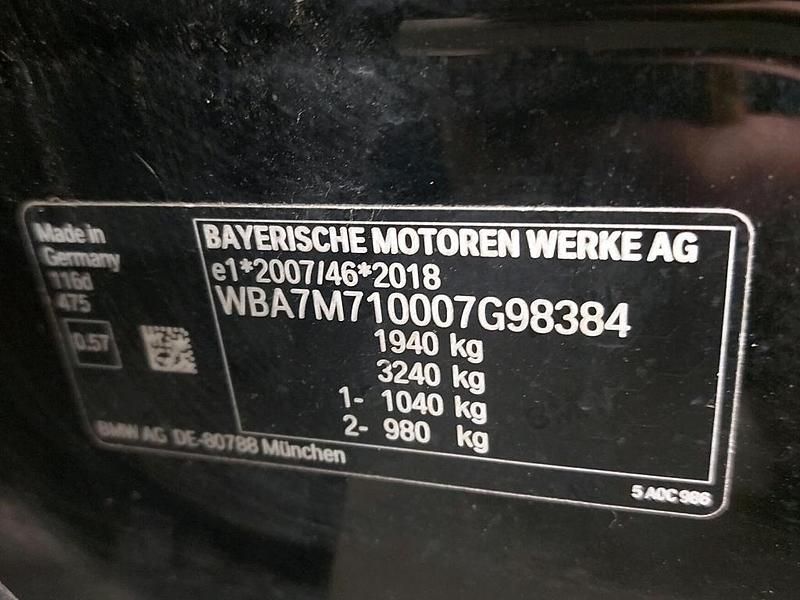 Made in
Germany
116d
475
0.57
BAYERISCHE MOTOREN WERKE AG
e1*2007/46*2018
WBA7M710007G98384
1940 kg
3240 kg
1- 1040 kg
2- 980 kg
BMW AG DE-80788 München
5 A0C 986